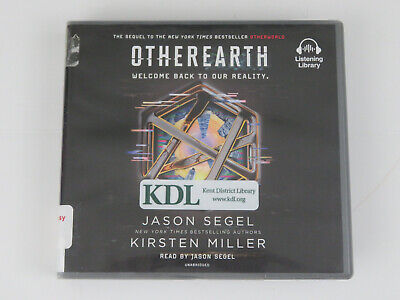 THE SEQUEL TO THE NEW YORK TIMES BESTSELLER OTHERWORLD
OTHEREARTH
WELCOME BACK TO OUR REALITY.
Listening
Library
KDL
Kent District Library
www.kdl.org
JASON SEGEL
NEW YORK TIMES BESTSELLING AUTHORS
KIRSTEN MILLER
READ BY JASON SEGEL
UNABRIDGED